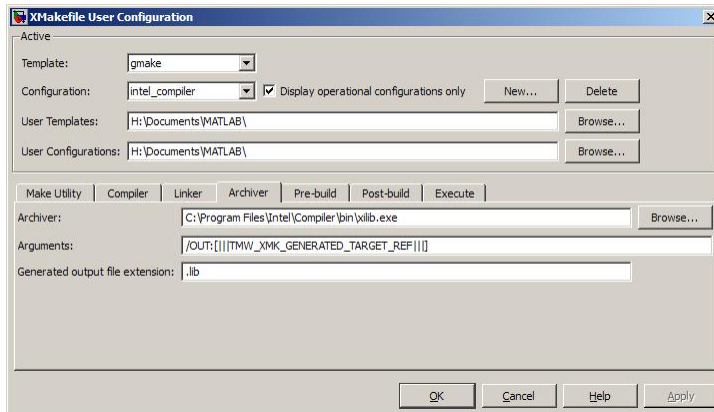 XMakefile User Configuration
Active
Template: gmake
Configuration: intel_compiler Display operational configurations only New... Delete
User Templates: H:\Documents\MATLAB\ Browse...
User Configurations: H:\Documents\MATLAB\ Browse...
Make Utility Compiler Linker Archiver Pre-build Post-build Execute
Archiver: C:\Program Files\Intel\Compiler\bin\xilib.exe Browse...
Arguments: /OUT:[|||TMW_XMK_GENERATED_TARGET_REF|||]
Generated output file extension: .lib
OK Cancel Help Apply